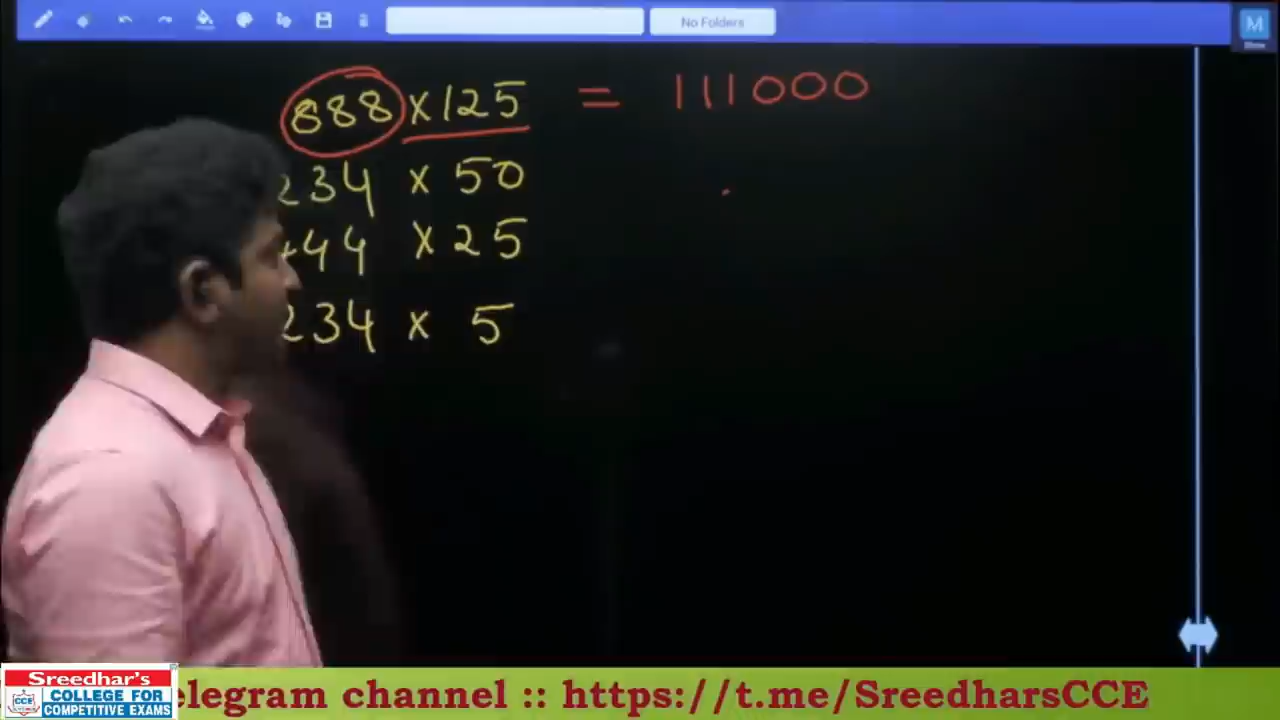 No Folders
M
888 × 125 = 111000
234 × 50
44 × 25
234 × 5
Sreedhar's
COLLEGE FOR
COMPETITIVE EXAMS
CCE
elegram channel :: https://t.me/SreedharsCCE